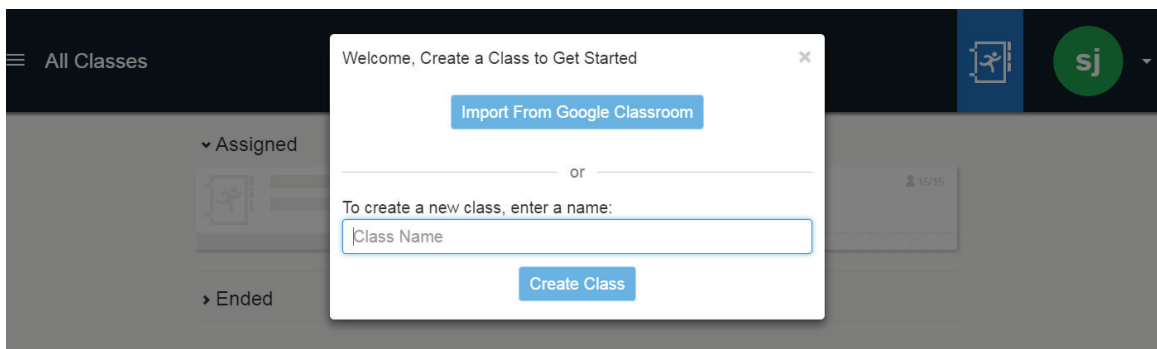 All Classes
Welcome, Create a Class to Get Started
×
sj
Import From Google Classroom
Assigned
or
15/15
To create a new class, enter a name:
Class Name
Create Class
Ended